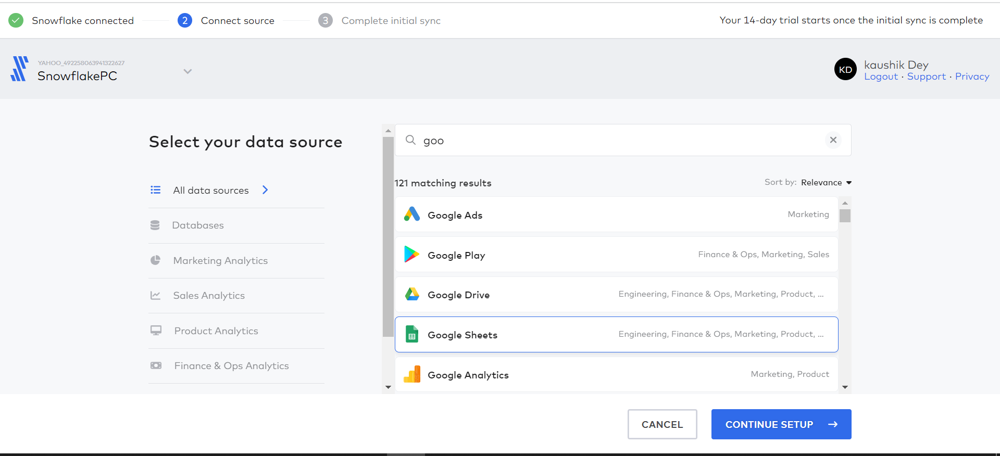 Snowflake connected
2 Connect source
3 Complete initial sync
Your 14-day trial starts once the initial sync is complete
YAHOO_492258063941322627
SnowflakePC
KD
kaushik Dey
Logout · Support · Privacy
Select your data source
All data sources
Databases
Marketing Analytics
Sales Analytics
Product Analytics
Finance & Ops Analytics
goo
121 matching results
Sort by: Relevance
Google Ads Marketing
Google Play Finance & Ops, Marketing, Sales
Google Drive Engineering, Finance & Ops, Marketing, Product, ...
Google Sheets Engineering, Finance & Ops, Marketing, Product, ...
Google Analytics Marketing, Product
CANCEL
CONTINUE SETUP →